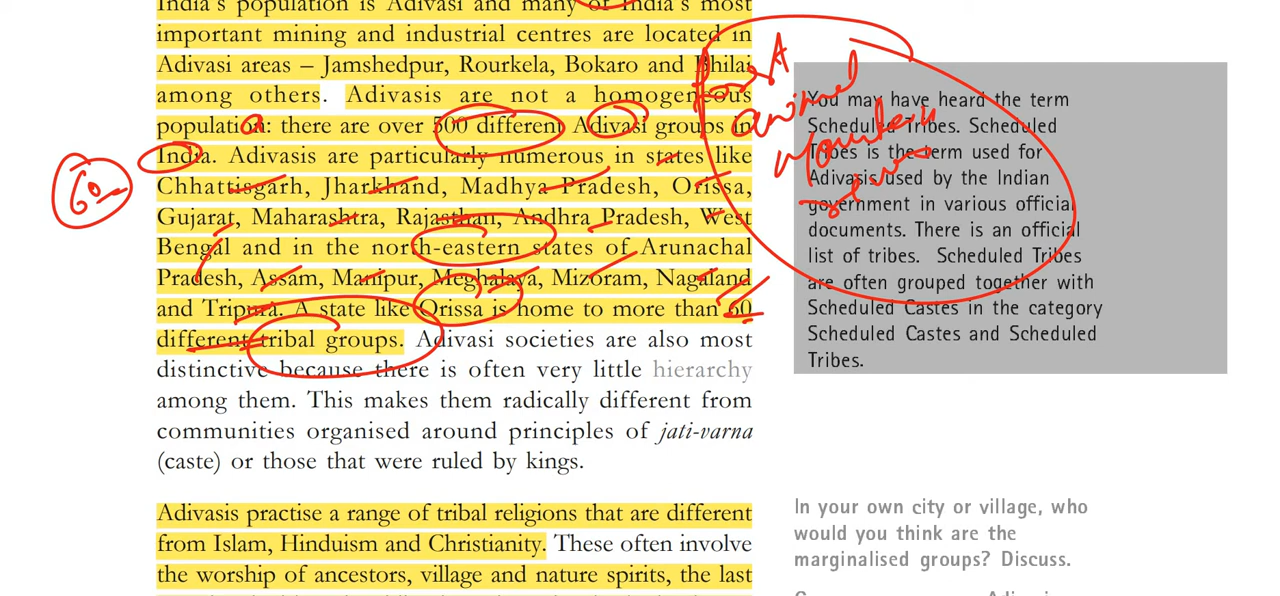 India's population is Adivasi and many of India's most
important mining and industrial centres are located in
Adivasi areas – Jamshedpur, Rourkela, Bokaro and Bhilai
among others. Adivasis are not a homogeneous
population: there are over 500 different Adivasi groups in
India. Adivasis are particularly numerous in states like
Chhattisgarh, Jharkhand, Madhya Pradesh, Orissa,
Gujarat, Maharashtra, Rajasthan, Andhra Pradesh, West
Bengal and in the north-eastern states of Arunachal
Pradesh, Assam, Manipur, Meghalaya, Mizoram, Nagaland
and Tripura. A state like Orissa is home to more than 60
different tribal groups. Adivasi societies are also most
distinctive because there is often very little hierarchy
among them. This makes them radically different from
communities organised around principles of jati-varna
(caste) or those that were ruled by kings.
Adivasis practise a range of tribal religions that are different
from Islam, Hinduism and Christianity. These often involve
the worship of ancestors, village and nature spirits, the last
60
animal
You may have heard the term
Scheduled Tribes. Scheduled
Tribes is the term used for
Adivasis used by the Indian
government in various official
documents. There is an official
list of tribes. Scheduled Tribes
are often grouped together with
Scheduled Castes in the category
Scheduled Castes and Scheduled
Tribes.
In your own city or village, who
would you think are the
marginalised groups? Discuss.